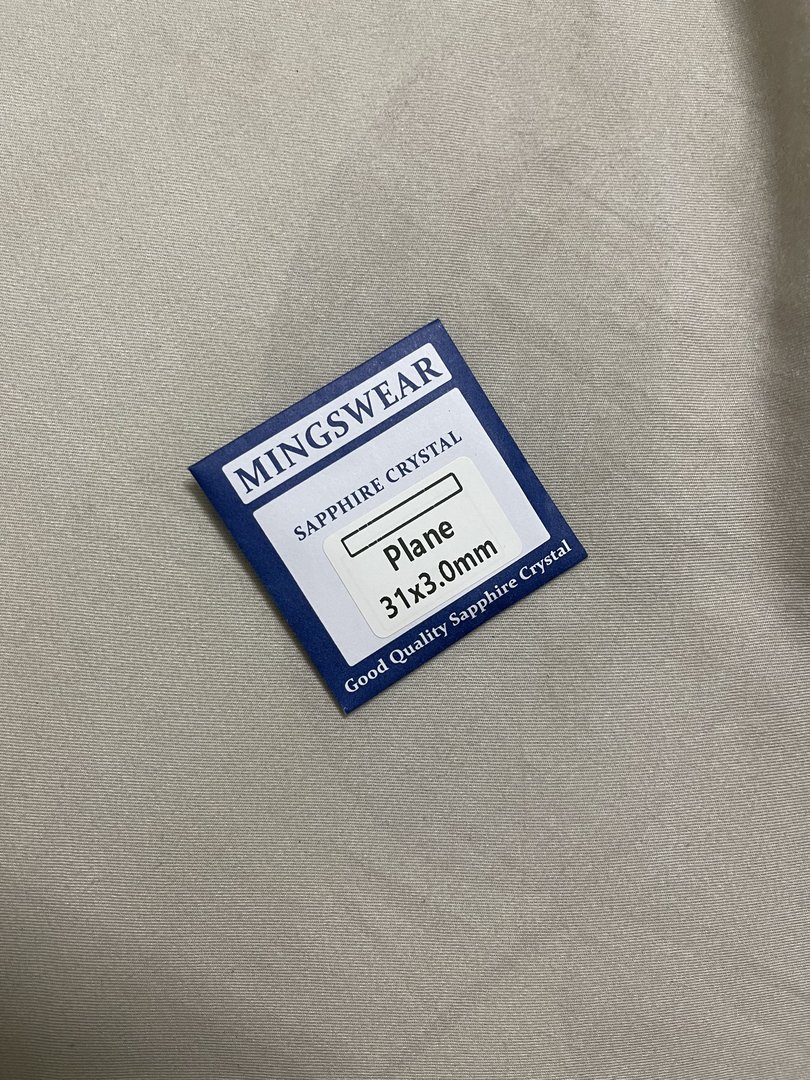 MINGSWEAR
SAPPHIRE CRYSTAL
Plane
31x3.0mm
Good Quality Sapphire Crystal